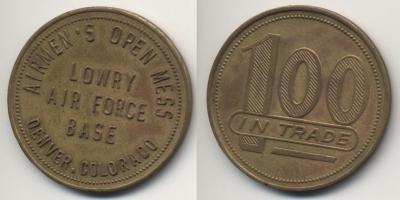 AIRMEN'S OPEN MESS
LOWRY
AIR FORCE
BASE
DENVER, COLORADO
100
IN TRADE